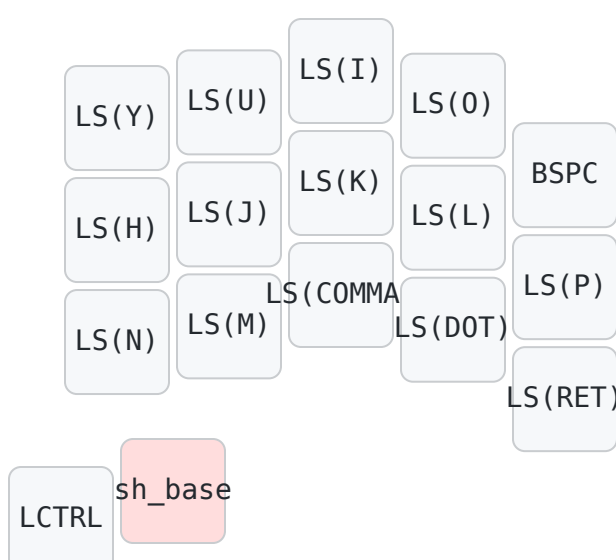 LS(Y)
LS(U)
LS(I)
LS(O)
BSPC
LS(H)
LS(J)
LS(K)
LS(L)
LS(P)
LS(N)
LS(M)
LS(COMMA
LS(DOT)
LS(RET)
LCTRL
sh_base